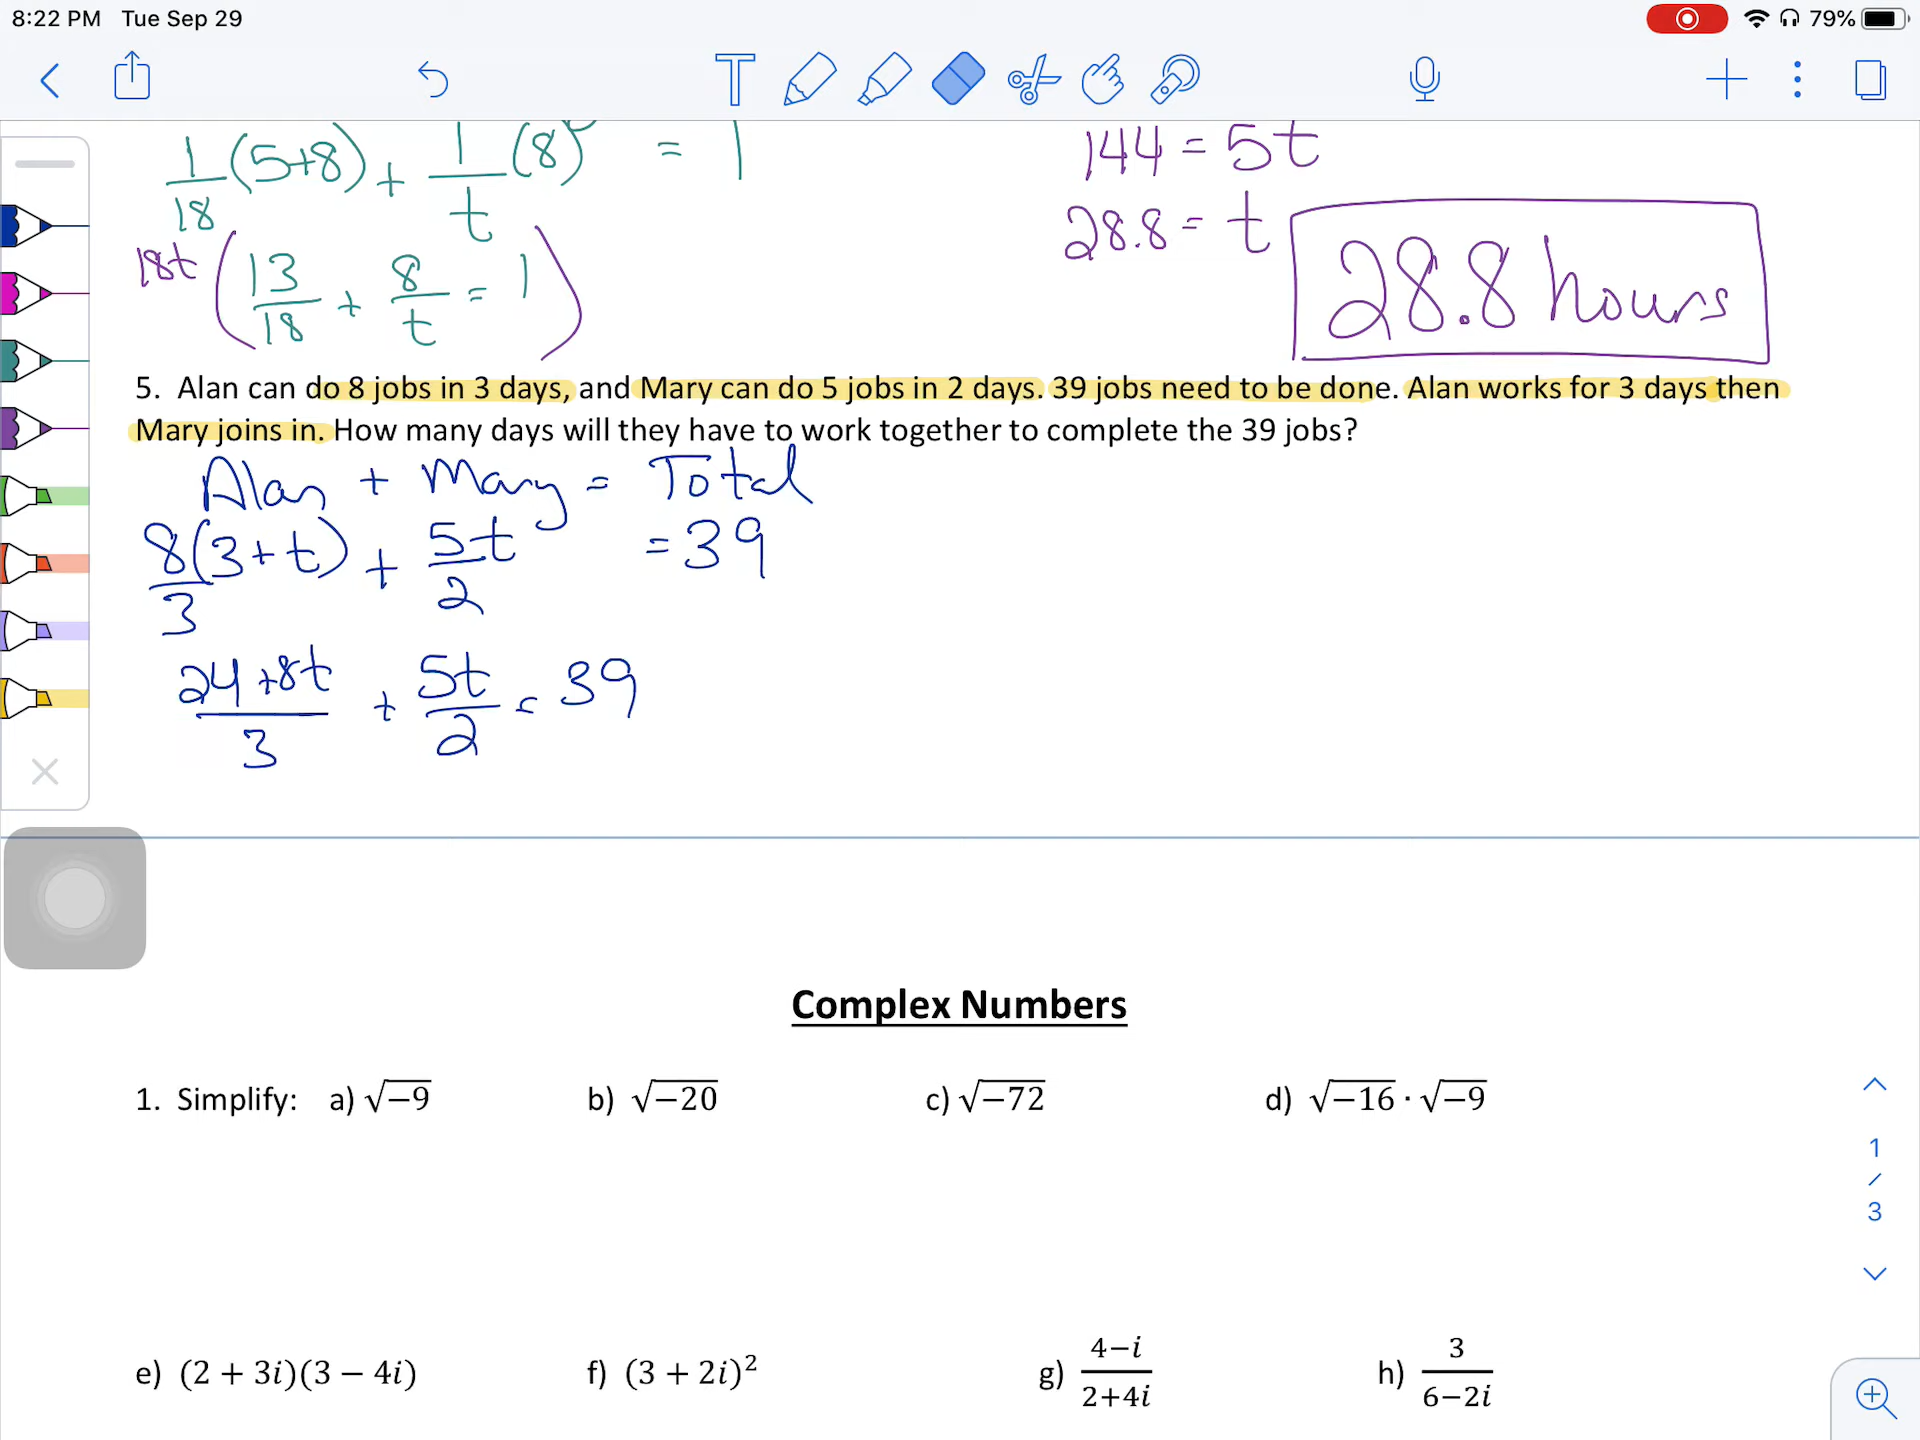 8:22 PM Tue Sep 29 79%
1/18 (5+8) + 1/t (8) = 1
144 = 5t
28.8 = t
28.8 hours
18t (13/18 + 8/t = 1)
5. Alan can do 8 jobs in 3 days, and Mary can do 5 jobs in 2 days. 39 jobs need to be done. Alan works for 3 days then
Mary joins in. How many days will they have to work together to complete the 39 jobs?
Alan + Mary = Total
8/3 (3+t) + 5t/2 = 39
24+8t/3 + 5t/2 = 39
Complex Numbers
1. Simplify: a) √−9 b) √−20 c) √−72 d) √−16 · √−9
1 / 3
e) (2 + 3i)(3 − 4i) f) (3 + 2i)² g) 4−i/2+4i h) 3/6−2i